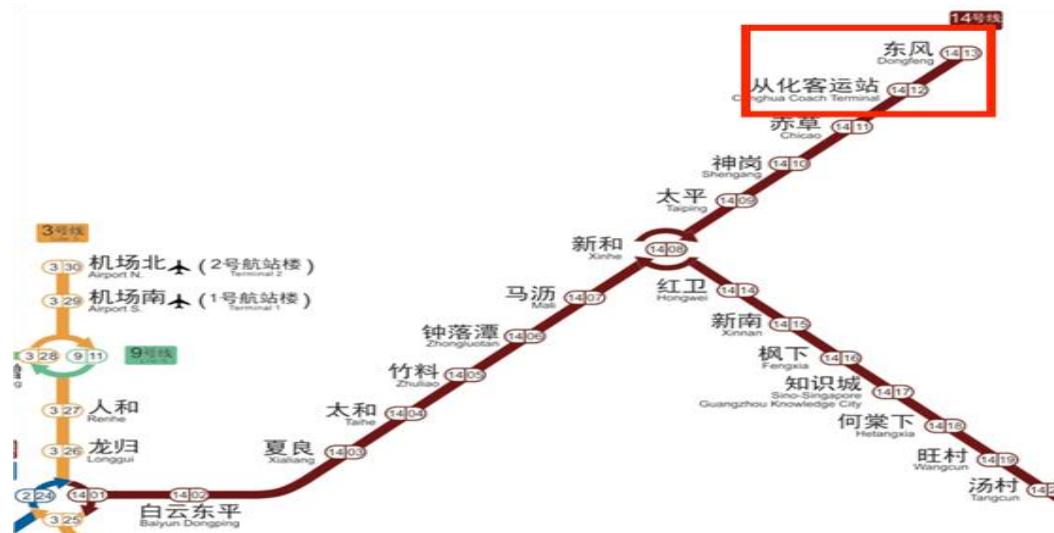 14号线
东风
Dongfeng
14 13
从化客运站
Conghua Coach Terminal
14 12
赤草
Chicao
14 11
神岗
Shengang
14 10
太平
Taiping
14 09
新和
Xinhe
14 08
3号线
机场北 (2号航站楼)
Airport N. Terminal 2
3 30
机场南 (1号航站楼)
Airport S. Terminal 1
3 29
3 28
9 11
9号线
人和
Renhe
3 27
龙归
Longgui
3 26
2 24
14 01
3 25
白云东平
Baiyun Dongping
14 02
夏良
Xialiang
14 03
太和
Taihe
14 04
竹料
Zhuliao
14 05
钟落潭
Zhongluotan
14 06
马沥
Mali
14 07
红卫
Hongwei
14 14
新南
Xinnan
14 15
枫下
Fengxia
14 16
知识城
Sino-Singapore
Guangzhou Knowledge City
14 17
何棠下
Hetangxia
14 18
旺村
Wangcun
14 19
汤村
Tangcun